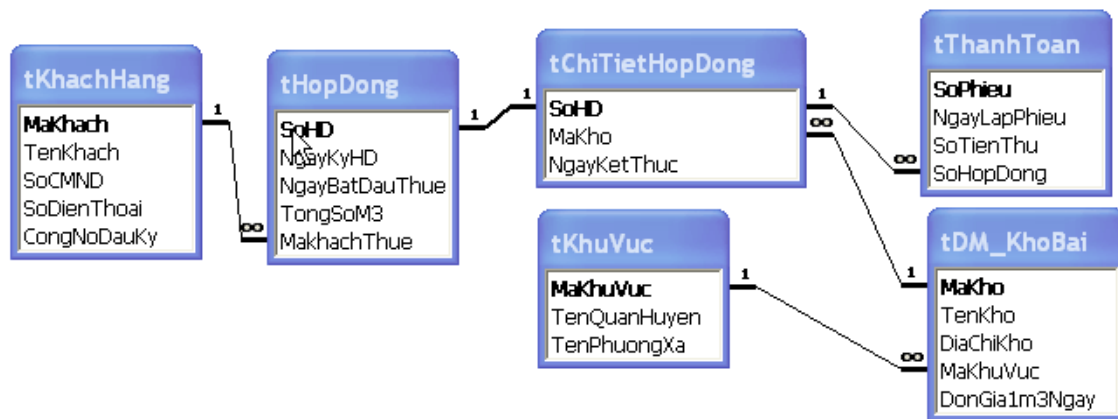 tKhachHang
MaKhach
TenKhach
SoCMND
SoDienThoai
CongNoDauKy
1
∞
tHopDong
SoHD
NgayKyHD
NgayBatDauThue
TongSoM3
MakhachThue
1
1
tChiTietHopDong
SoHD
MaKho
NgayKetThuc
1
∞
∞
tThanhToan
SoPhieu
NgayLapPhieu
SoTienThu
SoHopDong
tKhuVuc
MaKhuVuc
TenQuanHuyen
TenPhuongXa
1
1
∞
tDM_KhoBai
MaKho
TenKho
DiaChiKho
MaKhuVuc
DonGia1m3Ngay